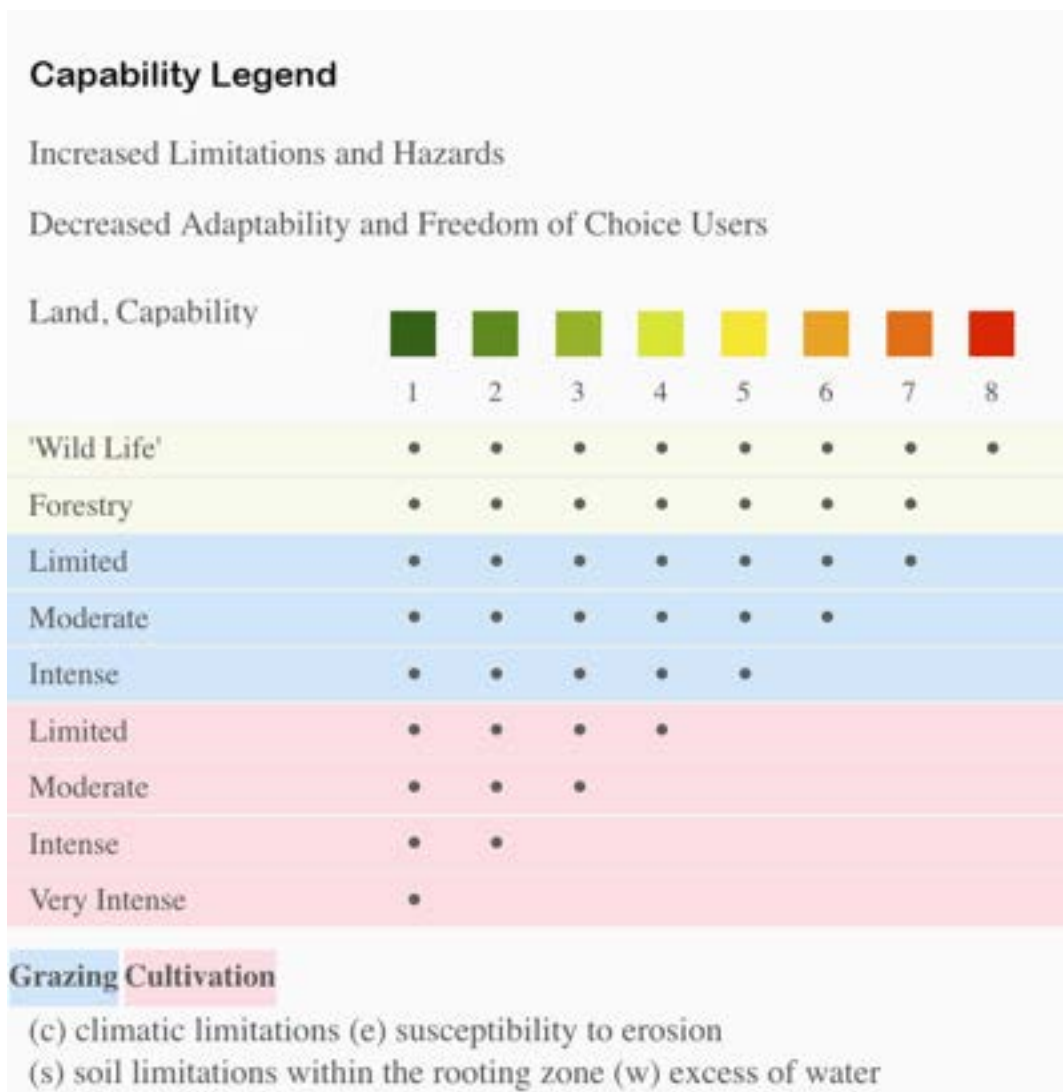 Capability Legend
Increased Limitations and Hazards
Decreased Adaptability and Freedom of Choice Users
Land, Capability
1 2 3 4 5 6 7 8
'Wild Life'
Forestry
Limited
Moderate
Intense
Limited
Moderate
Intense
Very Intense
Grazing Cultivation
(c) climatic limitations (e) susceptibility to erosion
(s) soil limitations within the rooting zone (w) excess of water